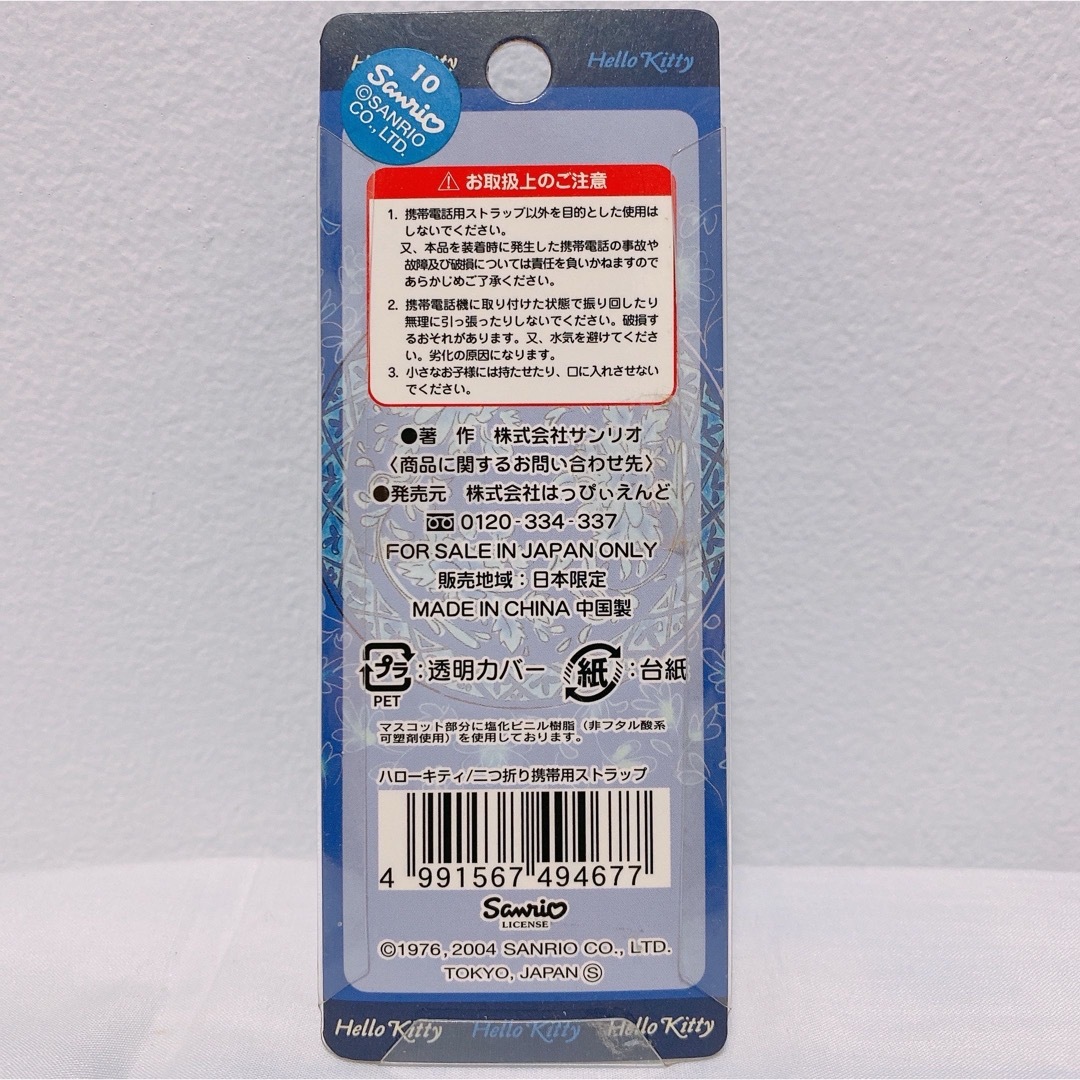 Hello Kitty
10
Sanrio
©SANRIO
CO., LTD.
⚠ お取扱上のご注意
1. 携帯電話用ストラップ以外を目的とした使用は
しないでください。
又、本品を装着時に発生した携帯電話の事故や
故障及び破損については責任を負いかねますので
あらかじめご了承ください。
2. 携帯電話機に取り付けた状態で振り回したり
無理に引っ張ったりしないでください。破損す
るおそれがあります。又、水気を避けてくださ
い。劣化の原因になります。
3. 小さなお子様には持たせたり、口に入れさせない
でください。
●著 作 株式会社サンリオ
〈商品に関するお問い合わせ先〉
●発売元 株式会社はっぴぃえんど
0120-334-337
FOR SALE IN JAPAN ONLY
販売地域：日本限定
MADE IN CHINA 中国製
プラ：透明カバー 紙：台紙
PET
マスコット部分に塩化ビニル樹脂（非フタル酸系
可塑剤使用）を使用しております。
ハローキティ/二つ折り携帯用ストラップ
4 991567 494677
Sanrio
LICENSE
©1976, 2004 SANRIO CO., LTD.
TOKYO, JAPAN Ⓢ
Hello Kitty Hello Kitty Hello Kitty